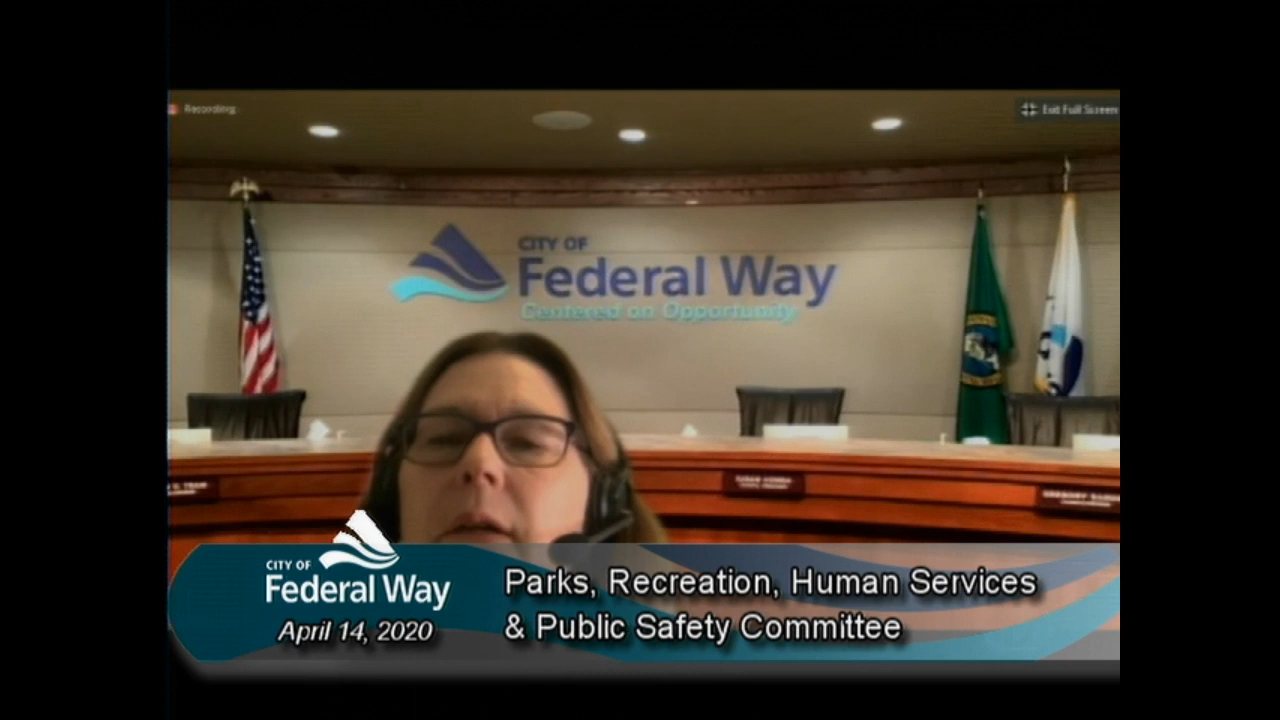 Recording
Exit Full Screen
CITY OF
Federal Way
Centered on Opportunity
CITY OF
Federal Way
April 14, 2020
Parks, Recreation, Human Services
& Public Safety Committee